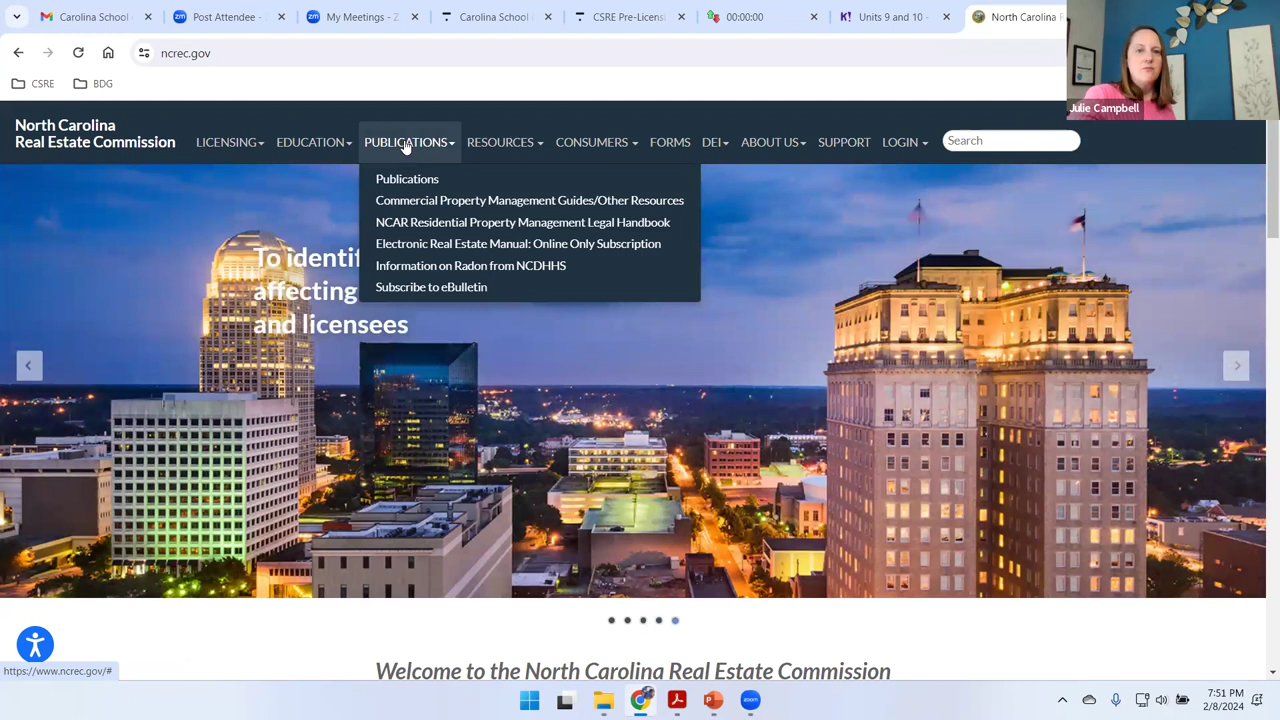 Carolina School
Post Attendee -
My Meetings - Z
Carolina School
CSRE Pre-Licens
00:00:00
Units 9 and 10 -
North Carolina R
ncrec.gov
CSRE
BDG
Julie Campbell
North Carolina
Real Estate Commission
LICENSING
EDUCATION
PUBLICATIONS
RESOURCES
CONSUMERS
FORMS
DEI
ABOUT US
SUPPORT
LOGIN
Search
Publications
Commercial Property Management Guides/Other Resources
NCAR Residential Property Management Legal Handbook
Electronic Real Estate Manual: Online Only Subscription
Information on Radon from NCDHHS
Subscribe to eBulletin
To identif
affecting
and licensees
https://www.ncrec.gov/#
Welcome to the North Carolina Real Estate Commission
7:51 PM
2/8/2024